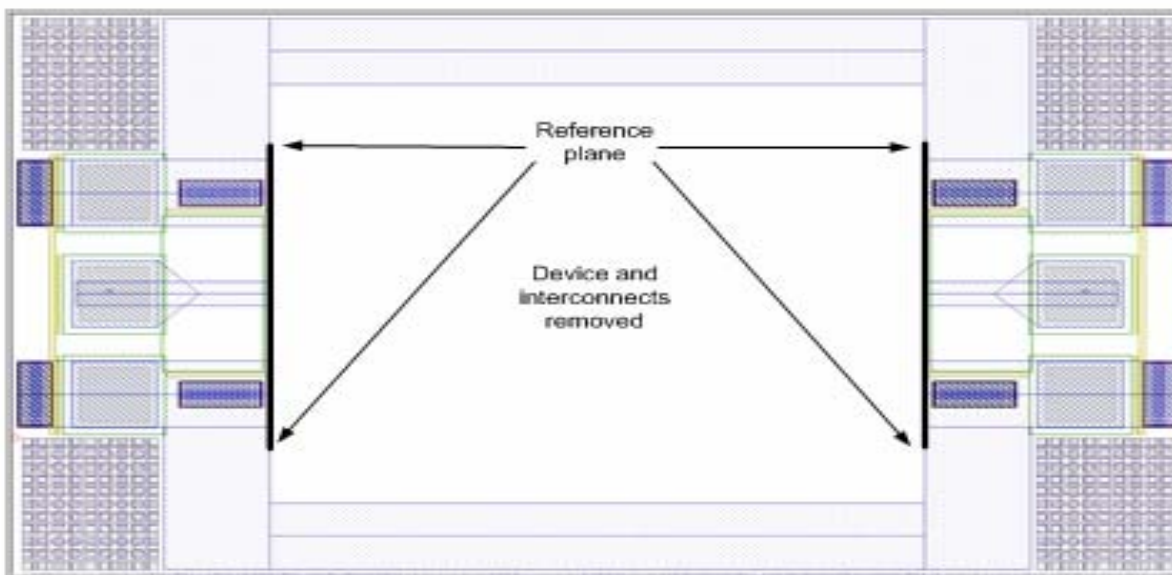 Reference
plane
Device and
interconnects
removed